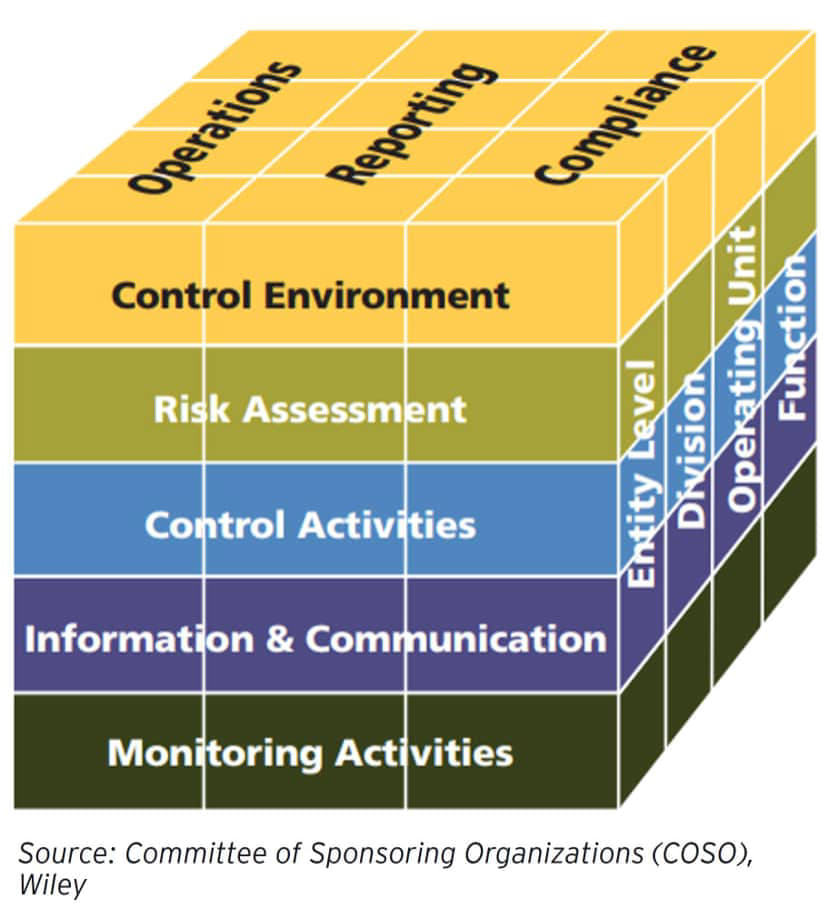 Operations
Reporting
Compliance
Control Environment
Risk Assessment
Control Activities
Information & Communication
Monitoring Activities
Entity Level
Division
Operating Unit
Function
Source: Committee of Sponsoring Organizations (COSO),
Wiley